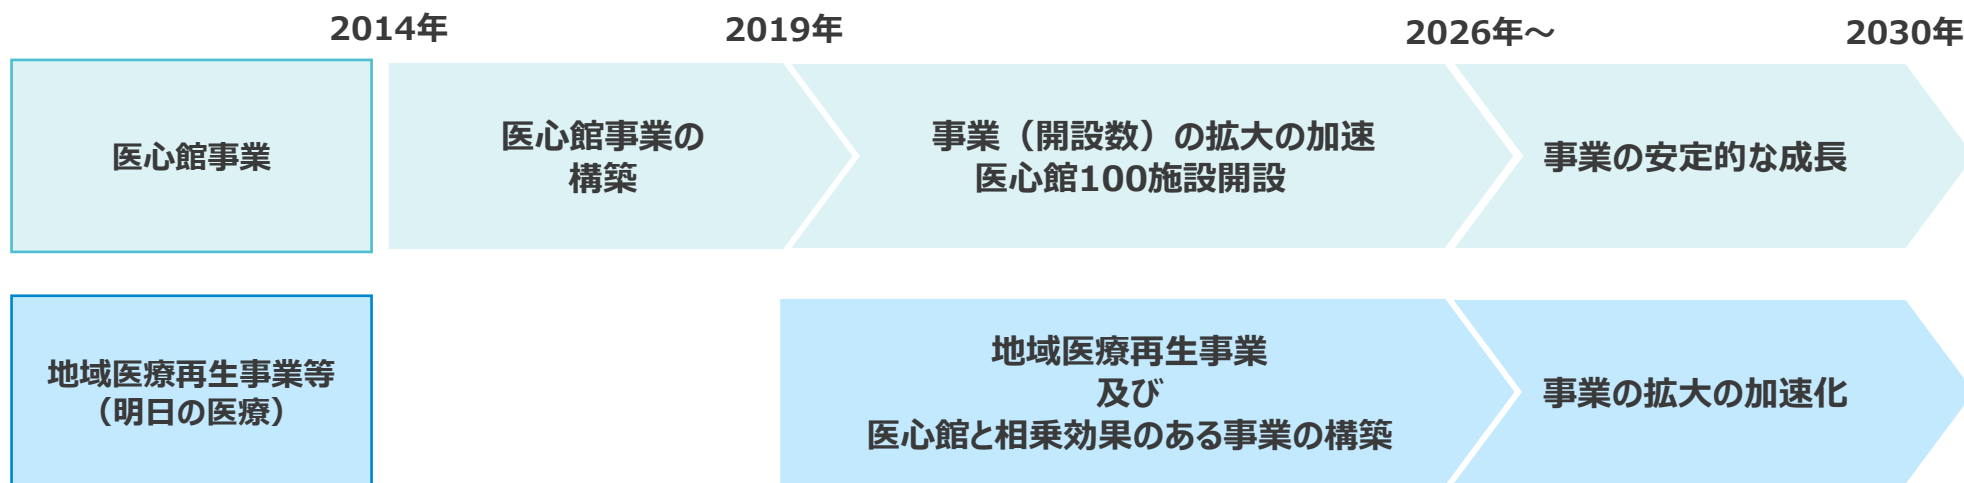 2014年
2019年
2026年～
2030年
医心館事業
医心館事業の
構築
事業（開設数）の拡大の加速
医心館100施設開設
事業の安定的な成長
地域医療再生事業等
（明日の医療）
地域医療再生事業
及び
医心館と相乗効果のある事業の構築
事業の拡大の加速化